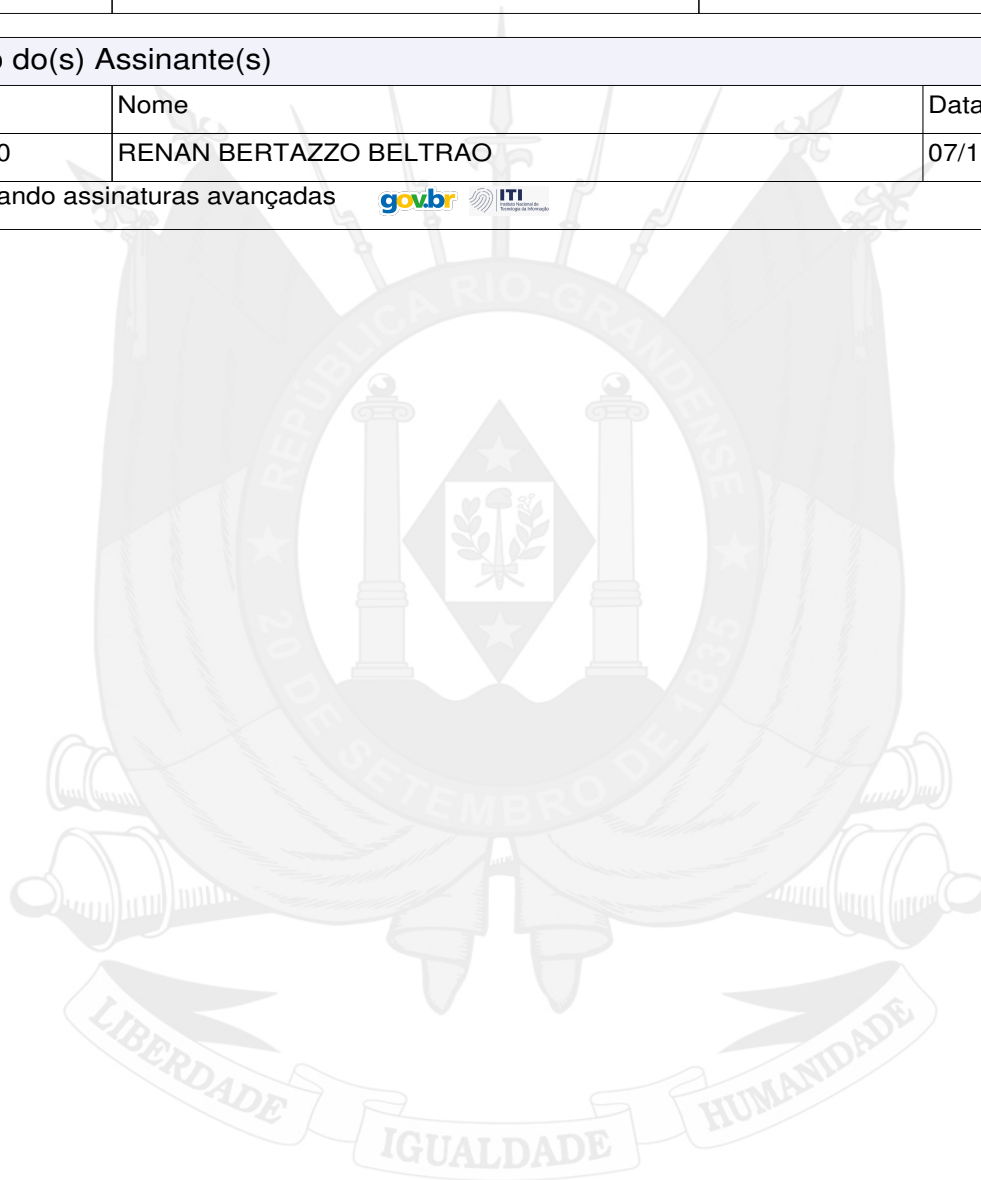 o do(s) Assinante(s)
Nome Data
0 RENAN BERTAZZO BELTRAO 07/1
ando assinaturas avançadas gov.br ITI
REPÚBLICA RIO-GRANDENSE
20 DE SETEMBRO DE 1835
LIBERDADE IGUALDADE HUMANIDADE